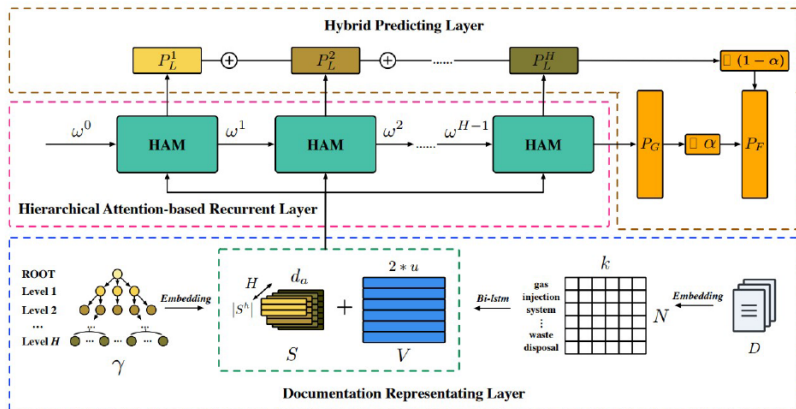 Hybrid Predicting Layer
P_L^1
P_L^2
......
P_L^H
(1 − α)
ω^0
HAM
ω^1
HAM
ω^2
......
ω^{H−1}
HAM
P_G
α
P_F
Hierarchical Attention-based Recurrent Layer
ROOT
Level 1
Level 2
...
Level H
...
...
...
γ
Embedding
H
d_a
|S^h|
S
+
2 * u
V
Bi-lstm
k
gas
injection
system
⋮
waste
disposal
N
Embedding
D
Documentation Representating Layer